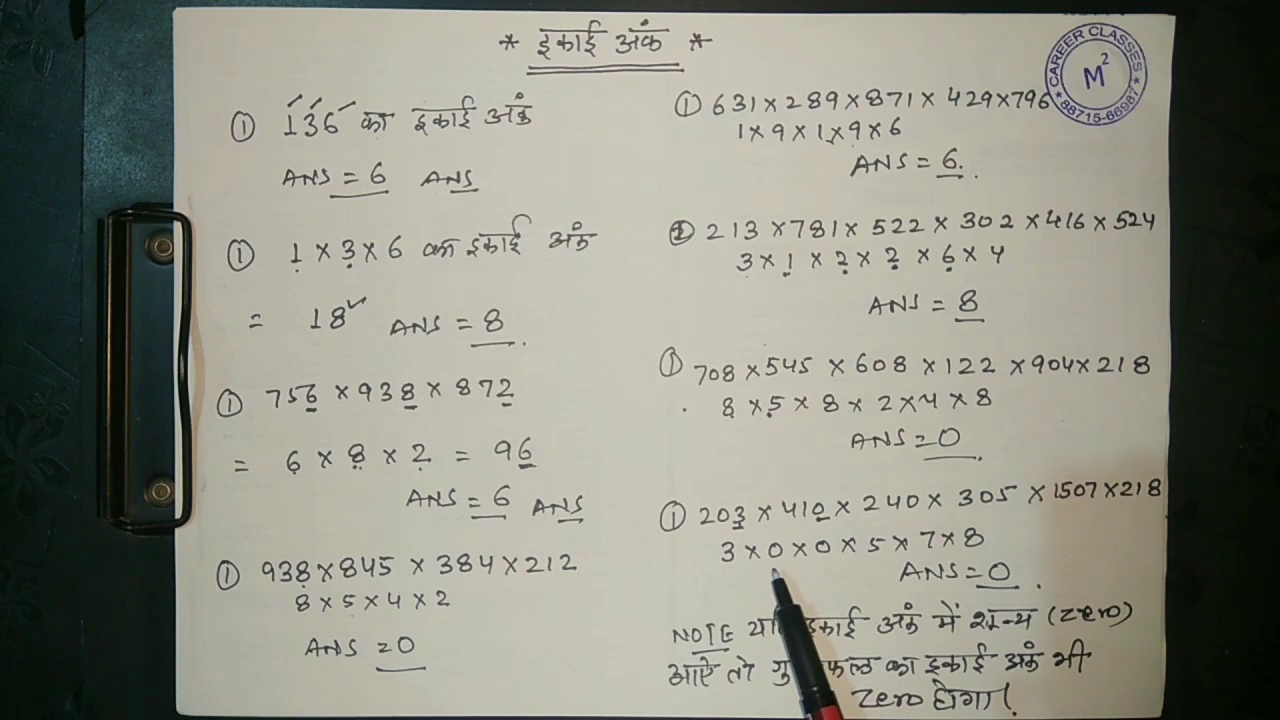 * इकाई अंक *
① 136 का इकाई अंक
ANS = 6 ANS
① 1 × 3 × 6 का इकाई अंक
= 18 ANS = 8
① 756 × 938 × 872
= 6 × 8 × 2 = 96
ANS = 6 ANS
① 938 × 845 × 384 × 212
8 × 5 × 4 × 2
ANS = 0
① 631 × 289 × 871 × 429 × 796
1 × 9 × 1 × 9 × 6
ANS = 6.
② 213 × 781 × 522 × 302 × 416 × 524
3 × 1 × 2 × 2 × 6 × 4
ANS = 8
① 708 × 545 × 608 × 122 × 904 × 218
8 × 5 × 8 × 2 × 4 × 8
ANS = 0
① 203 × 410 × 240 × 305 × 1507 × 218
3 × 0 × 0 × 5 × 7 × 8
ANS = 0
NOTE इकाई अंक में शून्य (zero)
आऐ तो का इकाई अंक भी
zero होगा।
CAREER CLASSES
M²
* 88715-66987 *